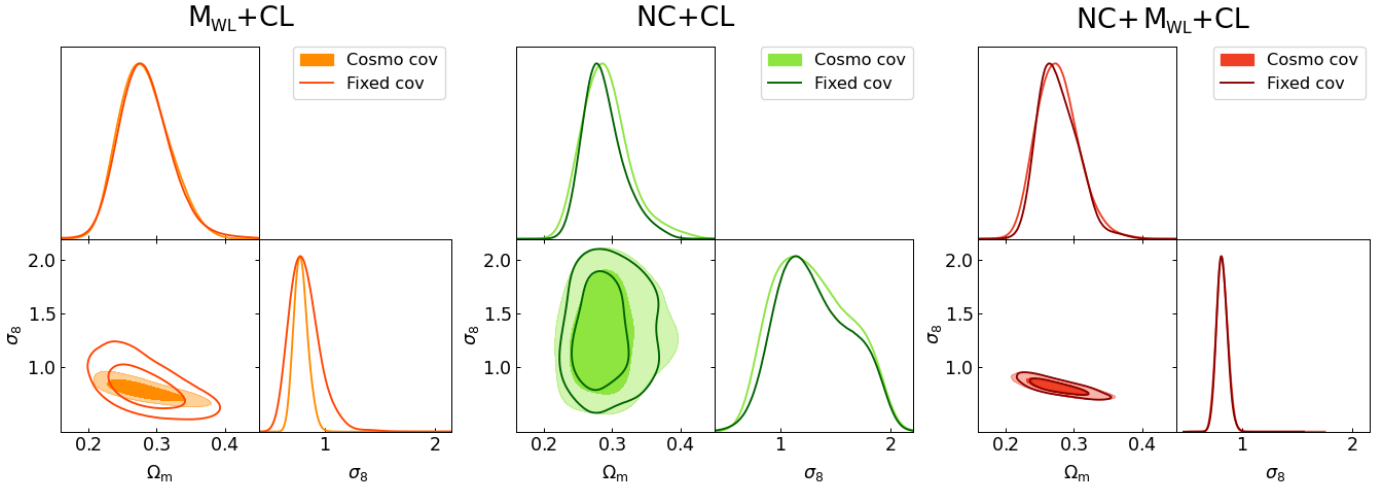 M_WL+CL
Cosmo cov
Fixed cov
2.0
1.5
1.0
σ₈
0.2 0.3 0.4
Ωₘ
1 2
σ₈
NC+CL
Cosmo cov
Fixed cov
2.0
1.5
1.0
σ₈
0.2 0.3 0.4
Ωₘ
1 2
σ₈
NC+M_WL+CL
Cosmo cov
Fixed cov
2.0
1.5
1.0
σ₈
0.2 0.3 0.4
Ωₘ
1 2
σ₈